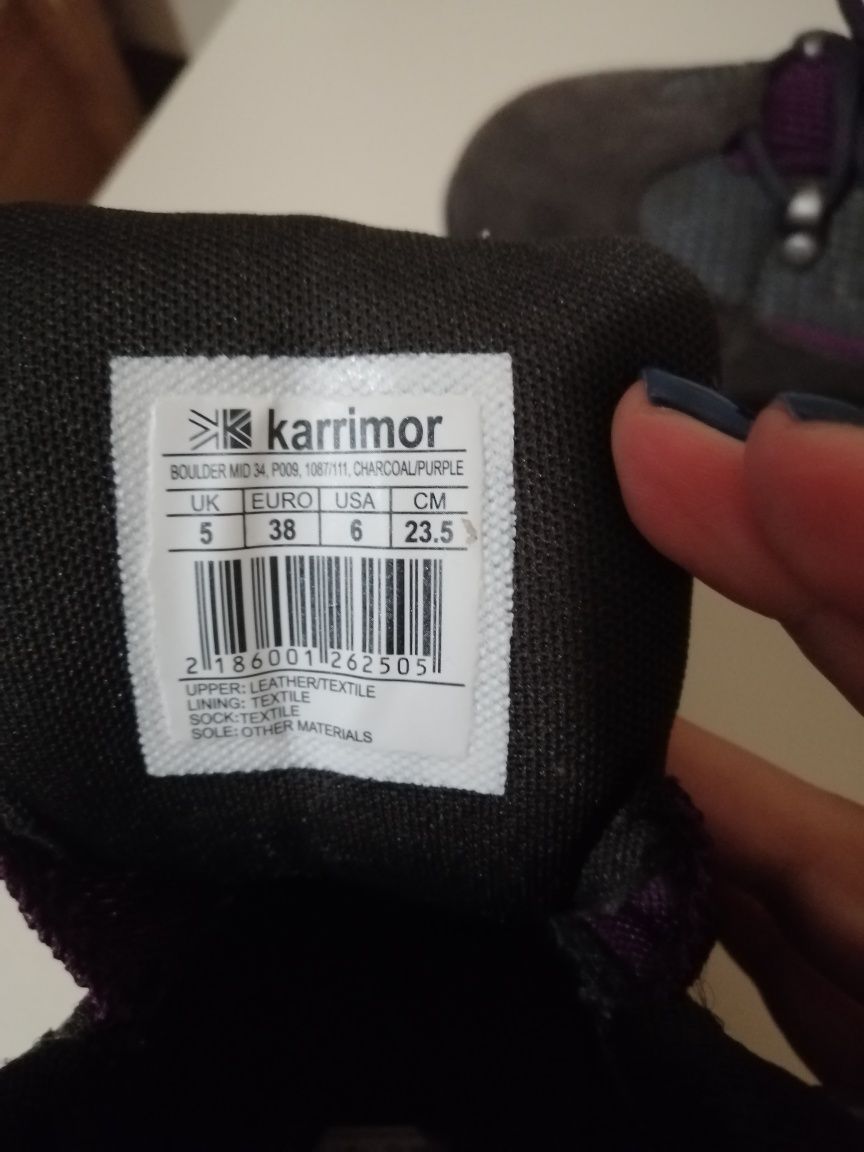 karrimor
BOULDER MID 34, P009, 1087/111, CHARCOAL/PURPLE
UK EURO USA CM
5 38 6 23.5
2 186001 262505
UPPER: LEATHER/TEXTILE
LINING: TEXTILE
SOCK:TEXTILE
SOLE: OTHER MATERIALS